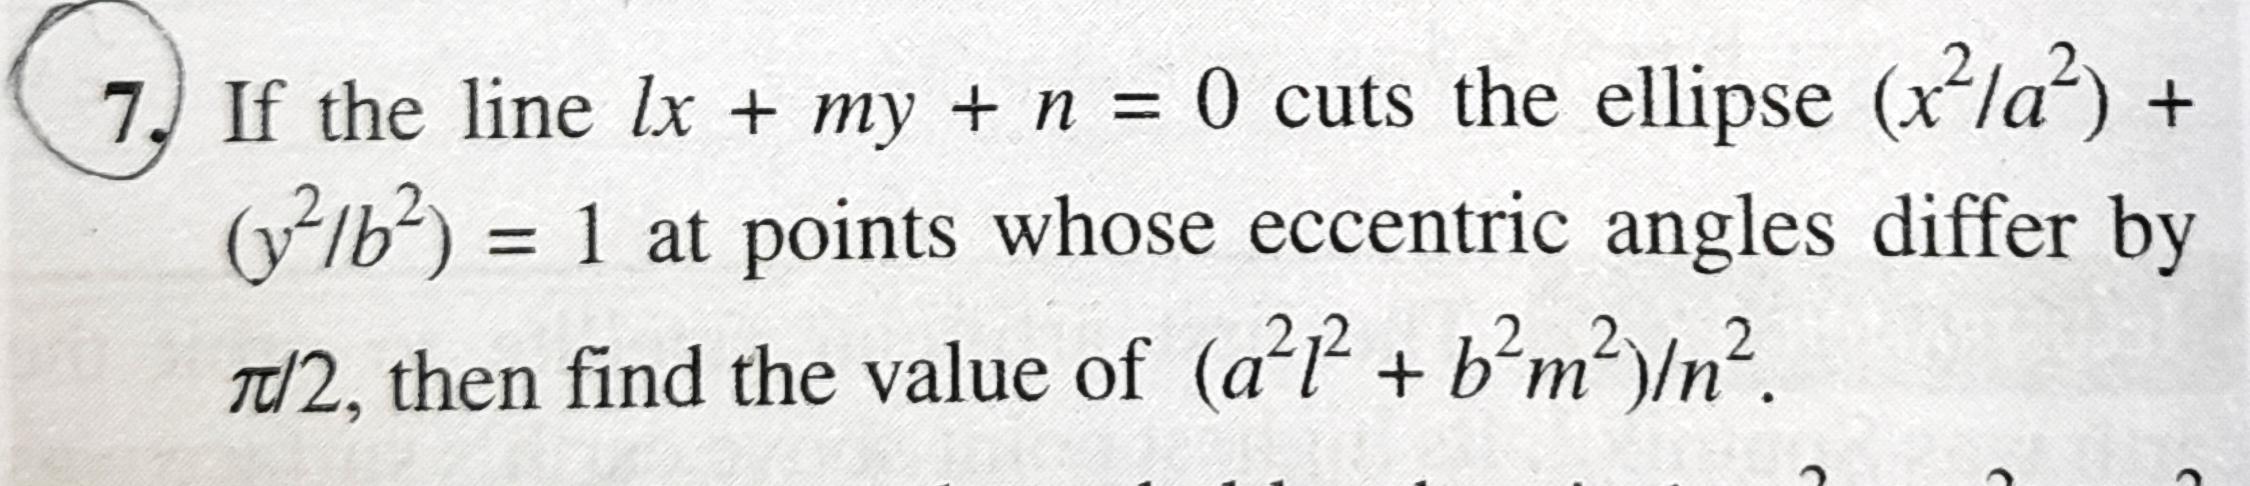 7. If the line lx + my + n = 0 cuts the ellipse (x²/a²) +
(y²/b²) = 1 at points whose eccentric angles differ by
π/2, then find the value of (a²l² + b²m²)/n².